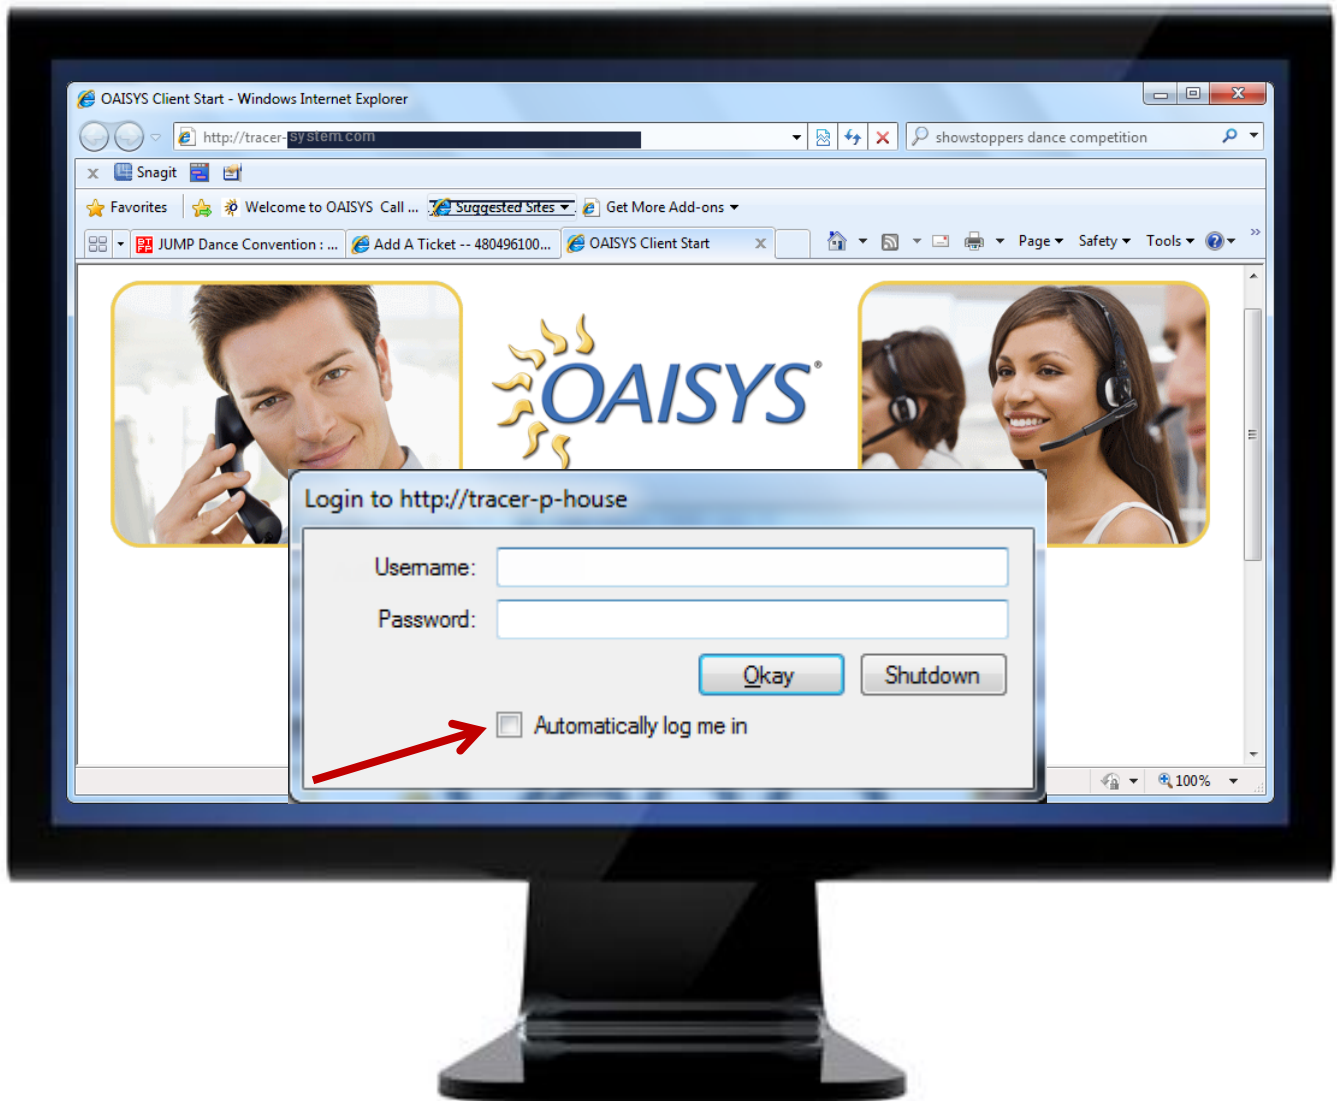 OAISYS Client Start - Windows Internet Explorer
http://tracer-system.com
showstoppers dance competition
x Snagit
Favorites Welcome to OAISYS Call ... Suggested Sites Get More Add-ons
JUMP Dance Convention : ... Add A Ticket -- 480496100... OAISYS Client Start x Page Safety Tools »
OAISYS®
Login to http://tracer-p-house
Username:
Password:
Okay Shutdown
Automatically log me in
100%